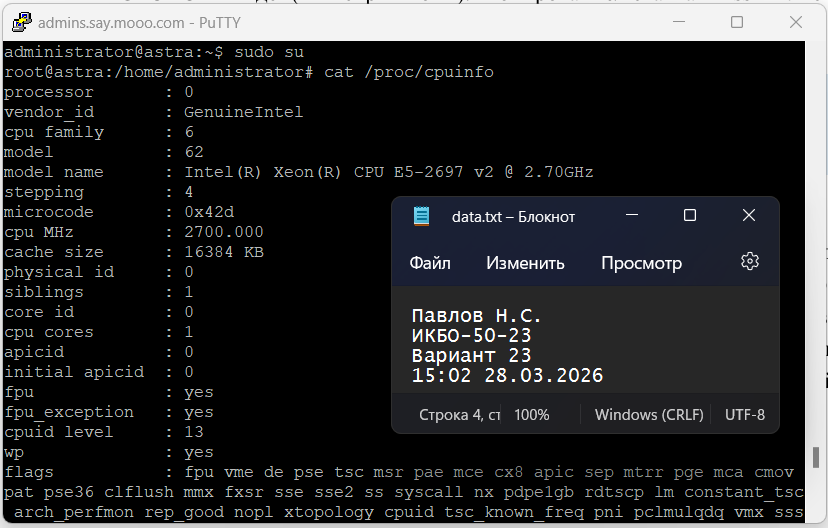 admins.say.mooo.com - PuTTY
administrator@astra:~$ sudo su
root@astra:/home/administrator# cat /proc/cpuinfo
processor : 0
vendor_id : GenuineIntel
cpu family : 6
model : 62
model name : Intel(R) Xeon(R) CPU E5-2697 v2 @ 2.70GHz
stepping : 4
microcode : 0x42d
cpu MHz : 2700.000
cache size : 16384 KB
physical id : 0
siblings : 1
core id : 0
cpu cores : 1
apicid : 0
initial apicid : 0
fpu : yes
fpu_exception : yes
cpuid level : 13
wp : yes
flags : fpu vme de pse tsc msr pae mce cx8 apic sep mtrr pge mca cmov
pat pse36 clflush mmx fxsr sse sse2 ss syscall nx pdpe1gb rdtscp lm constant_tsc
arch_perfmon rep_good nopl xtopology cpuid tsc_known_freq pni pclmulqdq vmx sss
data.txt – Блокнот
Файл Изменить Просмотр
Павлов Н.С.
ИКБО-50-23
Вариант 23
15:02 28.03.2026
Строка 4, ст 100% Windows (CRLF) UTF-8